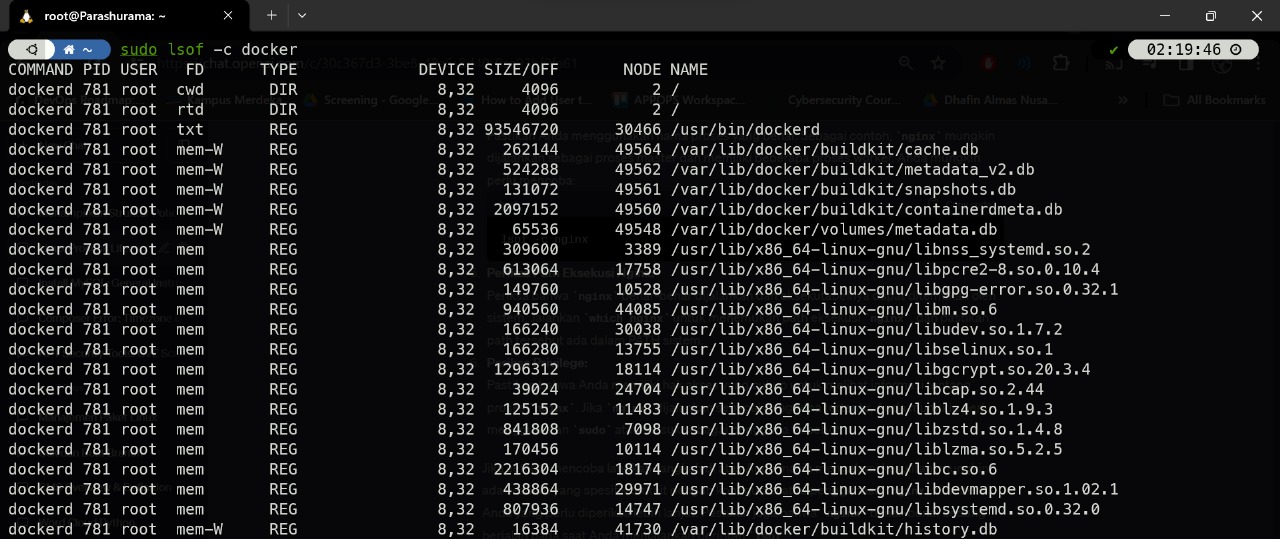 root@Parashurama: ~
~ sudo lsof -c docker ✔ 02:19:46
COMMAND PID USER FD TYPE DEVICE SIZE/OFF NODE NAME
dockerd 781 root cwd DIR 8,32 4096 2 /
dockerd 781 root rtd DIR 8,32 4096 2 /
dockerd 781 root txt REG 8,32 93546720 30466 /usr/bin/dockerd
dockerd 781 root mem-W REG 8,32 262144 49564 /var/lib/docker/buildkit/cache.db
dockerd 781 root mem-W REG 8,32 524288 49562 /var/lib/docker/buildkit/metadata_v2.db
dockerd 781 root mem-W REG 8,32 131072 49561 /var/lib/docker/buildkit/snapshots.db
dockerd 781 root mem-W REG 8,32 2097152 49560 /var/lib/docker/buildkit/containerdmeta.db
dockerd 781 root mem-W REG 8,32 65536 49548 /var/lib/docker/volumes/metadata.db
dockerd 781 root mem REG 8,32 309600 3389 /usr/lib/x86_64-linux-gnu/libnss_systemd.so.2
dockerd 781 root mem REG 8,32 613064 17758 /usr/lib/x86_64-linux-gnu/libpcre2-8.so.0.10.4
dockerd 781 root mem REG 8,32 149760 10528 /usr/lib/x86_64-linux-gnu/libgpg-error.so.0.32.1
dockerd 781 root mem REG 8,32 940560 44085 /usr/lib/x86_64-linux-gnu/libm.so.6
dockerd 781 root mem REG 8,32 166240 30038 /usr/lib/x86_64-linux-gnu/libudev.so.1.7.2
dockerd 781 root mem REG 8,32 166280 13755 /usr/lib/x86_64-linux-gnu/libselinux.so.1
dockerd 781 root mem REG 8,32 1296312 18114 /usr/lib/x86_64-linux-gnu/libgcrypt.so.20.3.4
dockerd 781 root mem REG 8,32 39024 24704 /usr/lib/x86_64-linux-gnu/libcap.so.2.44
dockerd 781 root mem REG 8,32 125152 11483 /usr/lib/x86_64-linux-gnu/liblz4.so.1.9.3
dockerd 781 root mem REG 8,32 841808 7098 /usr/lib/x86_64-linux-gnu/libzstd.so.1.4.8
dockerd 781 root mem REG 8,32 170456 10114 /usr/lib/x86_64-linux-gnu/liblzma.so.5.2.5
dockerd 781 root mem REG 8,32 2216304 18174 /usr/lib/x86_64-linux-gnu/libc.so.6
dockerd 781 root mem REG 8,32 438864 29971 /usr/lib/x86_64-linux-gnu/libdevmapper.so.1.02.1
dockerd 781 root mem REG 8,32 807936 14747 /usr/lib/x86_64-linux-gnu/libsystemd.so.0.32.0
dockerd 781 root mem-W REG 8,32 16384 41730 /var/lib/docker/buildkit/history.db